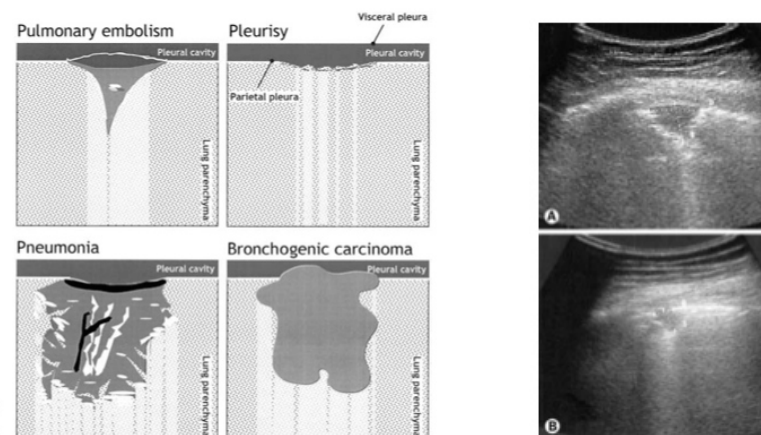 Pulmonary embolism
Pleural cavity
Lung parenchyma
Pleurisy
Visceral pleura
Pleural cavity
Parietal pleura
Lung parenchyma
Pneumonia
Pleural cavity
Lung parenchyma
Bronchogenic carcinoma
Pleural cavity
Lung parenchyma
A
B